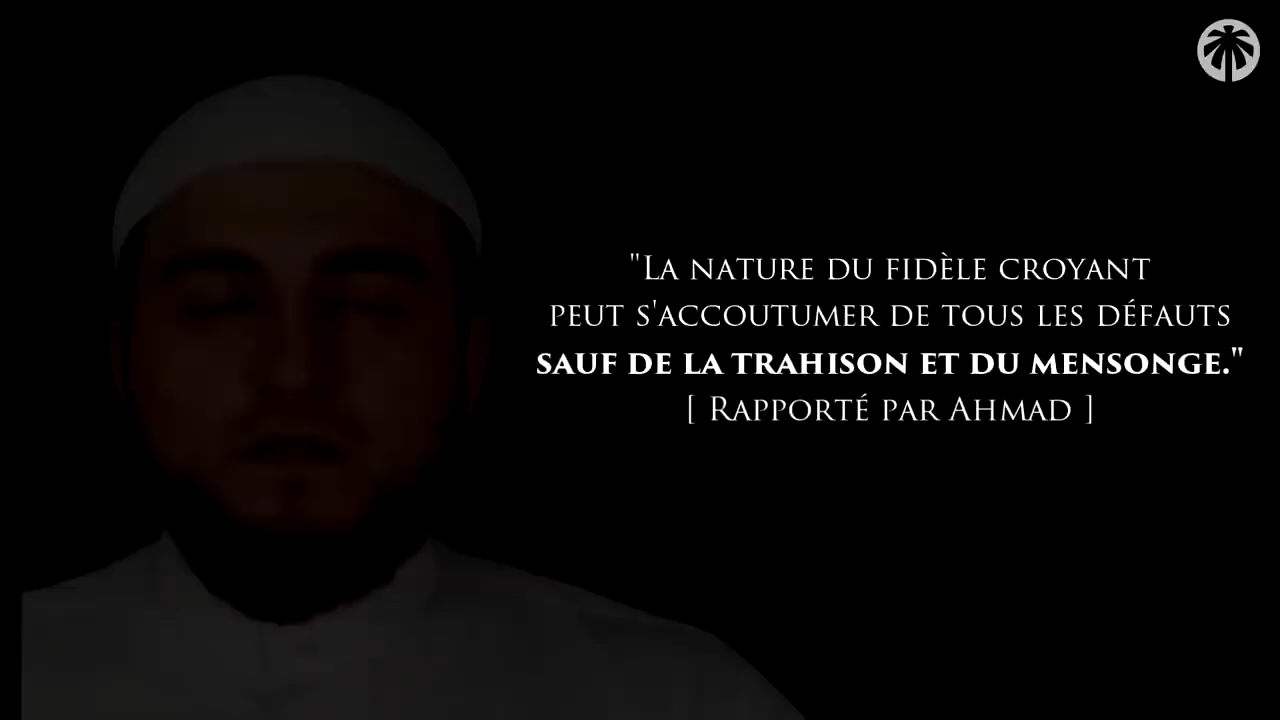 "La nature du fidèle croyant
peut s'accoutumer de tous les défauts
sauf de la trahison et du mensonge."
[ Rapporté par Ahmad ]